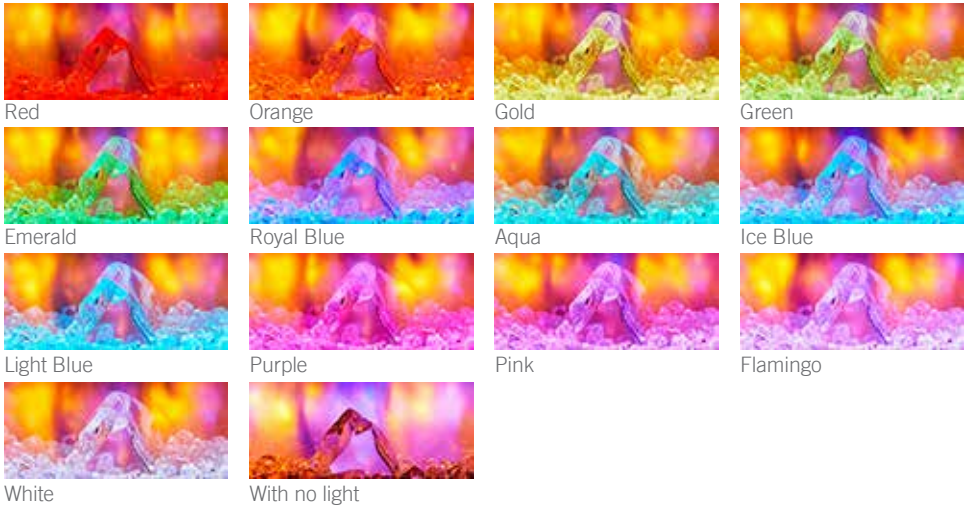 Red
Orange
Gold
Green
Emerald
Royal Blue
Aqua
Ice Blue
Light Blue
Purple
Pink
Flamingo
White
With no light